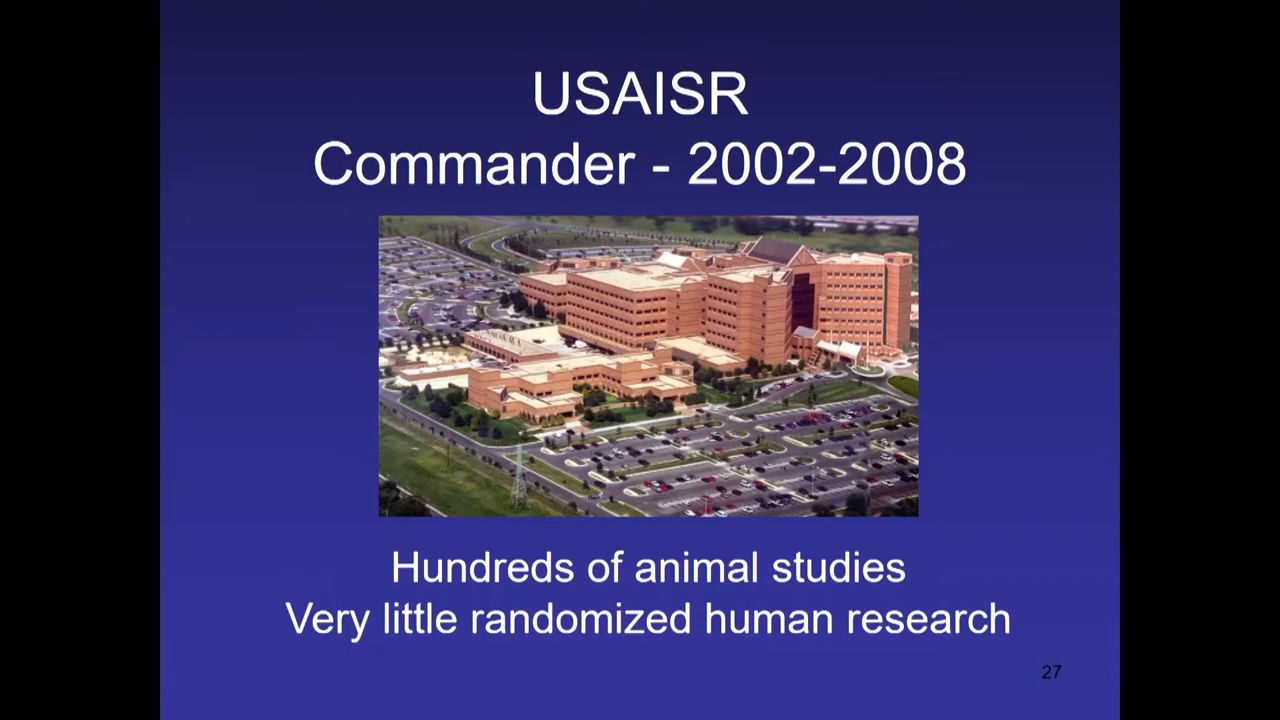 USAISR
Commander - 2002-2008
Hundreds of animal studies
Very little randomized human research
27